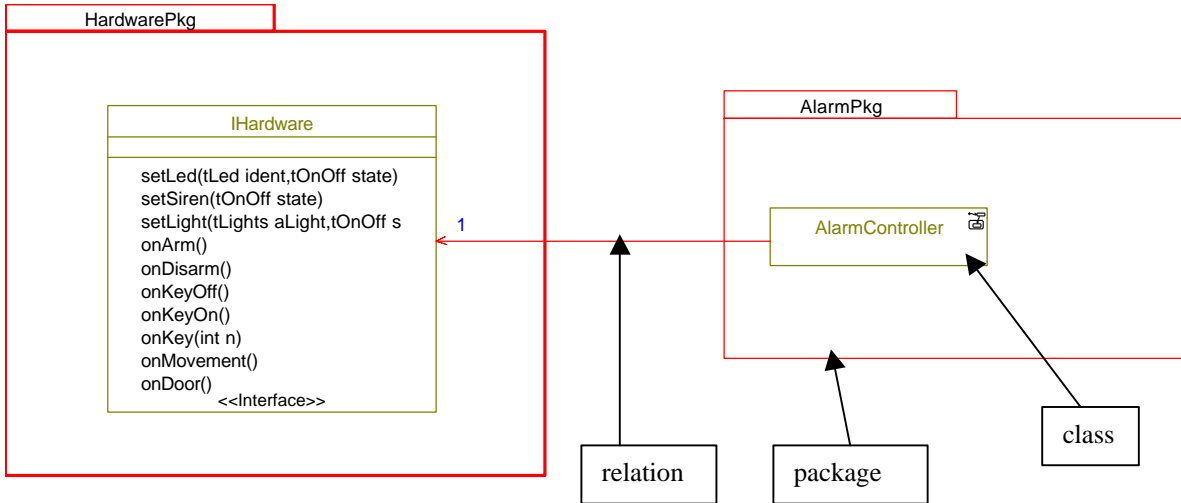 HardwarePkg
IHardware
setLed(tLed ident,tOnOff state)
setSiren(tOnOff state)
setLight(tLights aLight,tOnOff s
onArm()
onDisarm()
onKeyOff()
onKeyOn()
onKey(int n)
onMovement()
onDoor()
<<Interface>>
1
AlarmPkg
AlarmController
relation
package
class